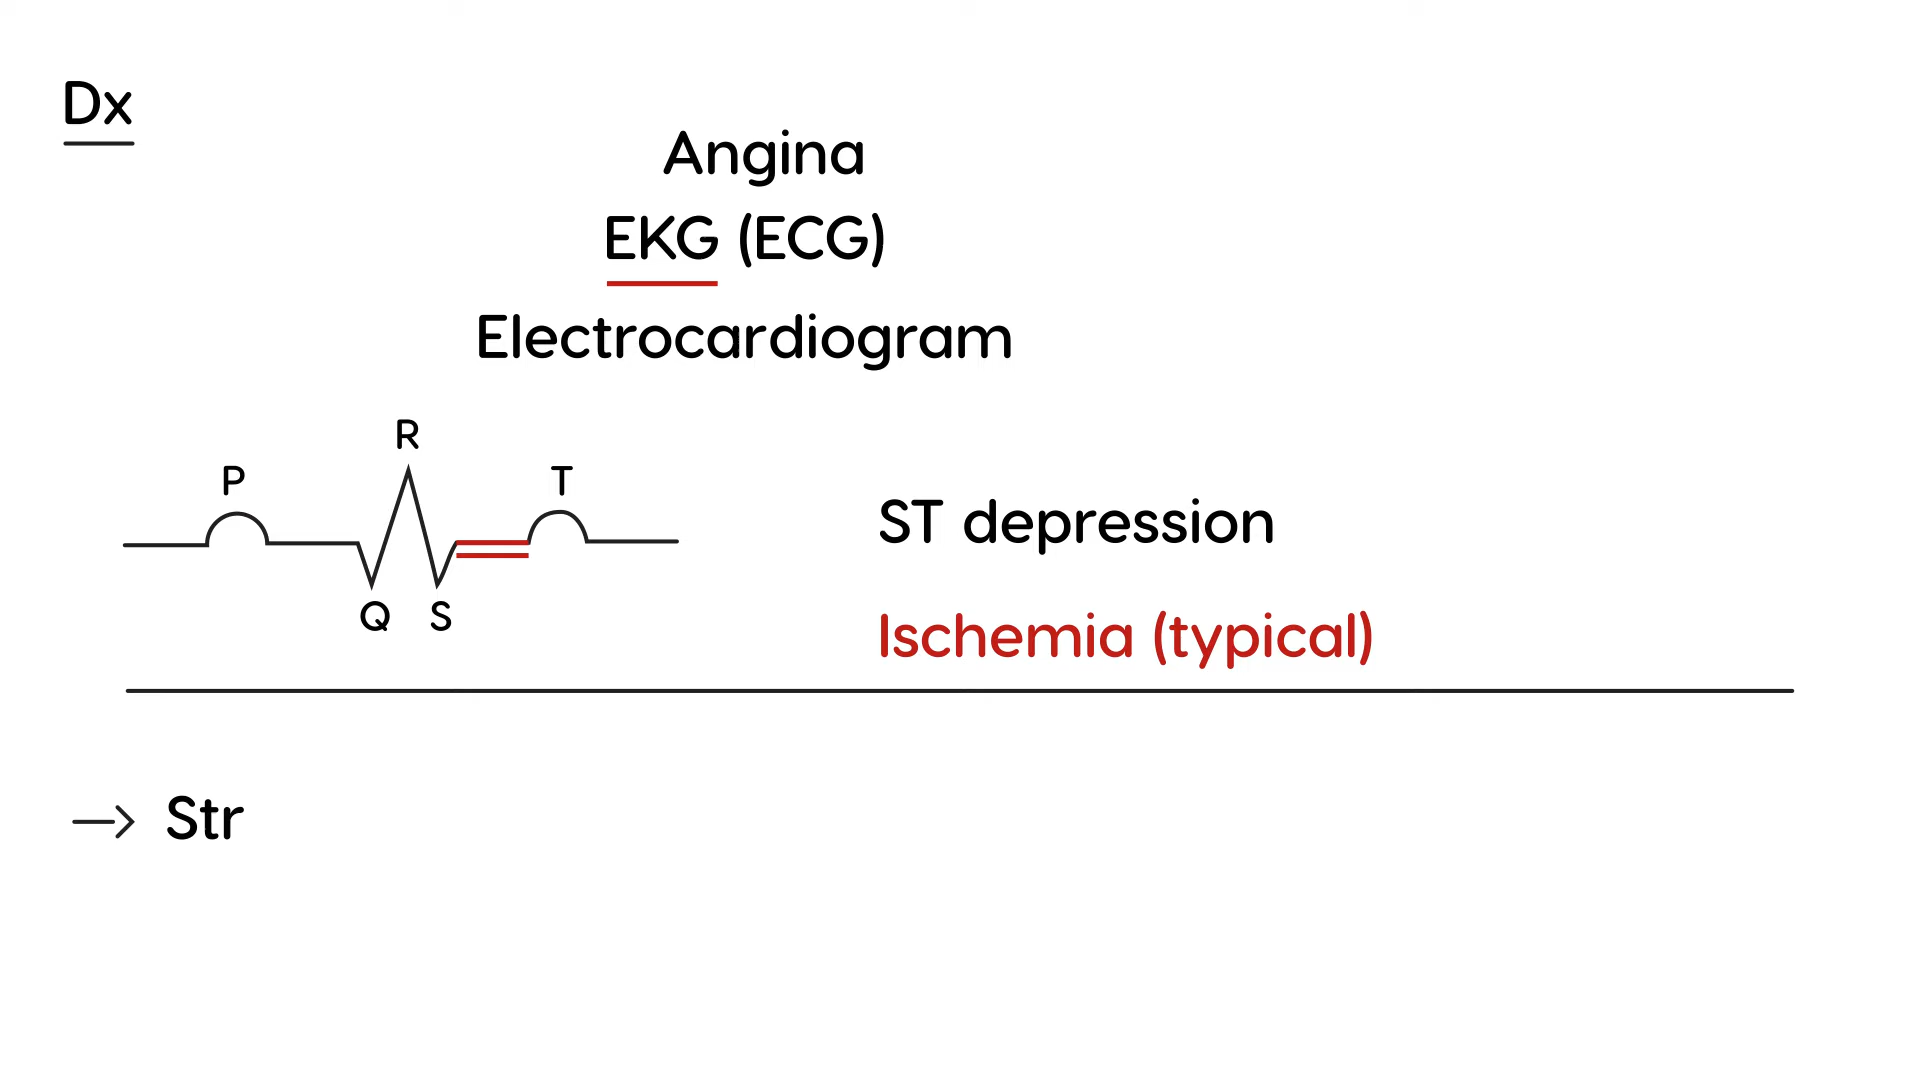 Dx
Angina
EKG (ECG)
Electrocardiogram
R
P
T
Q
S
ST depression
Ischemia (typical)
→ Str